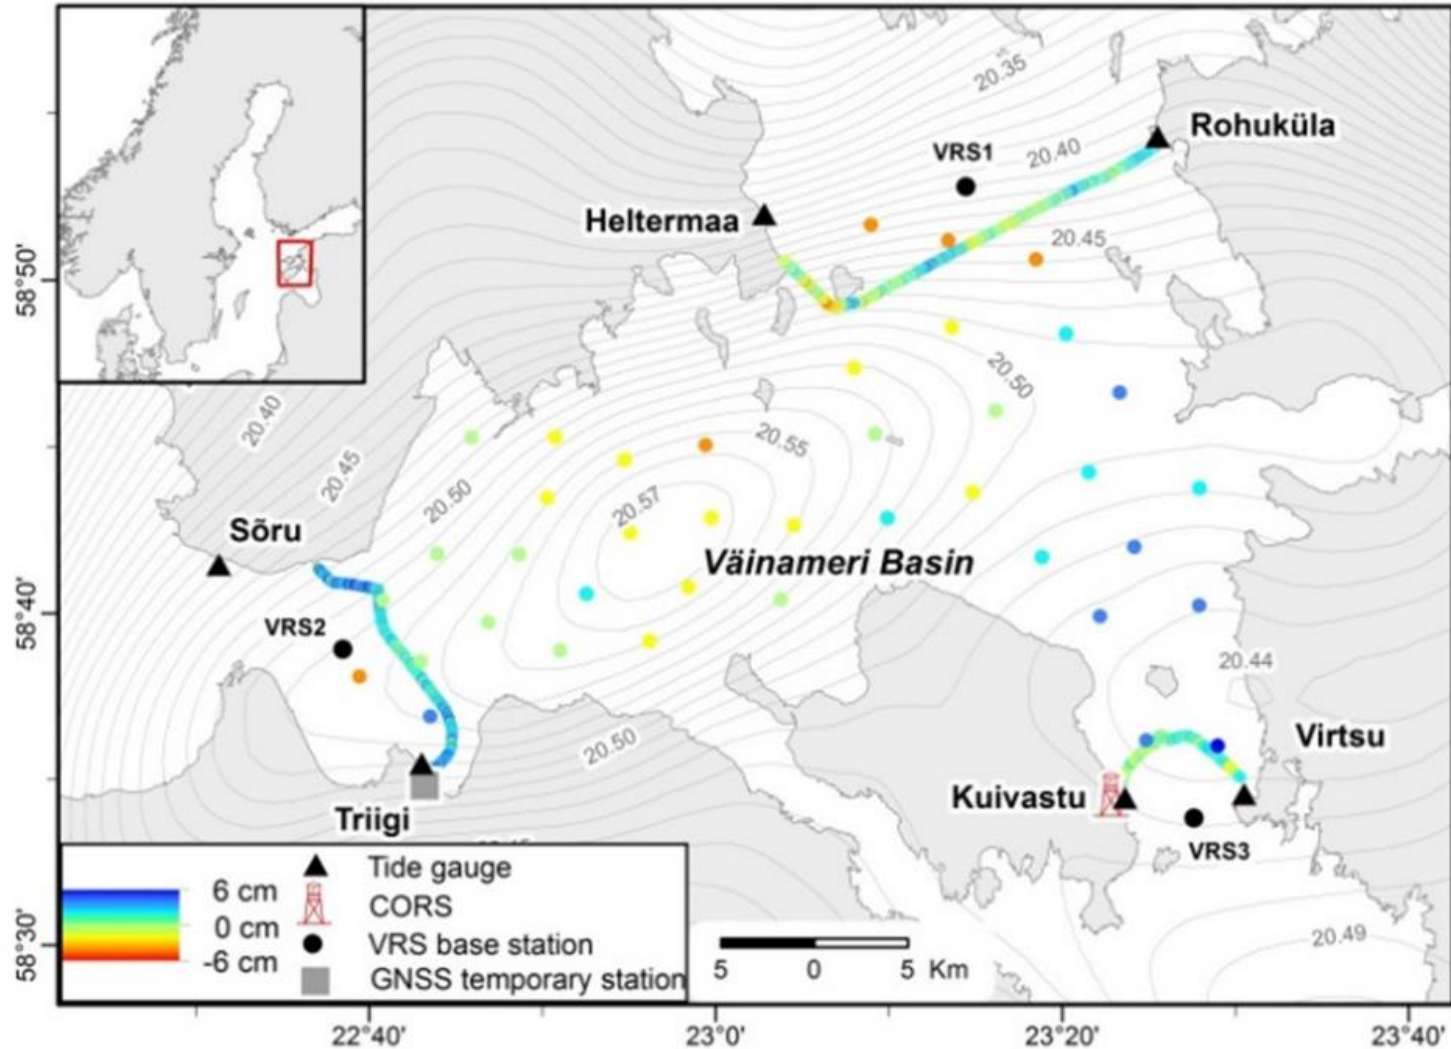 20.35
Rohuküla
VRS1
20.40
Heltermaa
20.45
58°50'
20.50
20.40
20.55
20.45
20.50
20.57
Sõru
Väinameri Basin
58°40'
VRS2
20.44
20.50
Virtsu
Kuivastu
Triigi
VRS3
Tide gauge
6 cm
CORS
0 cm
VRS base station
-6 cm
GNSS temporary station
20.49
5 0 5 Km
58°30'
22°40' 23°0' 23°20' 23°40'